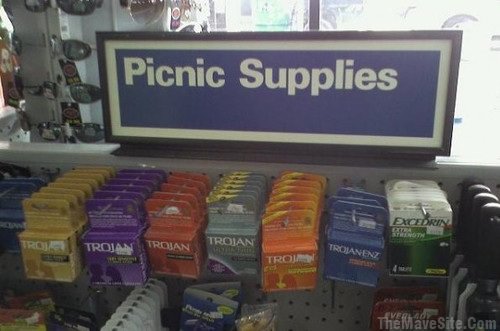 Picnic Supplies
TROJAN
TROJAN
TROJAN
TROJAN
TROJAN
TROJAN-ENZ
EXCEDRIN
EXTRA STRENGTH
TheMaveSite.Com